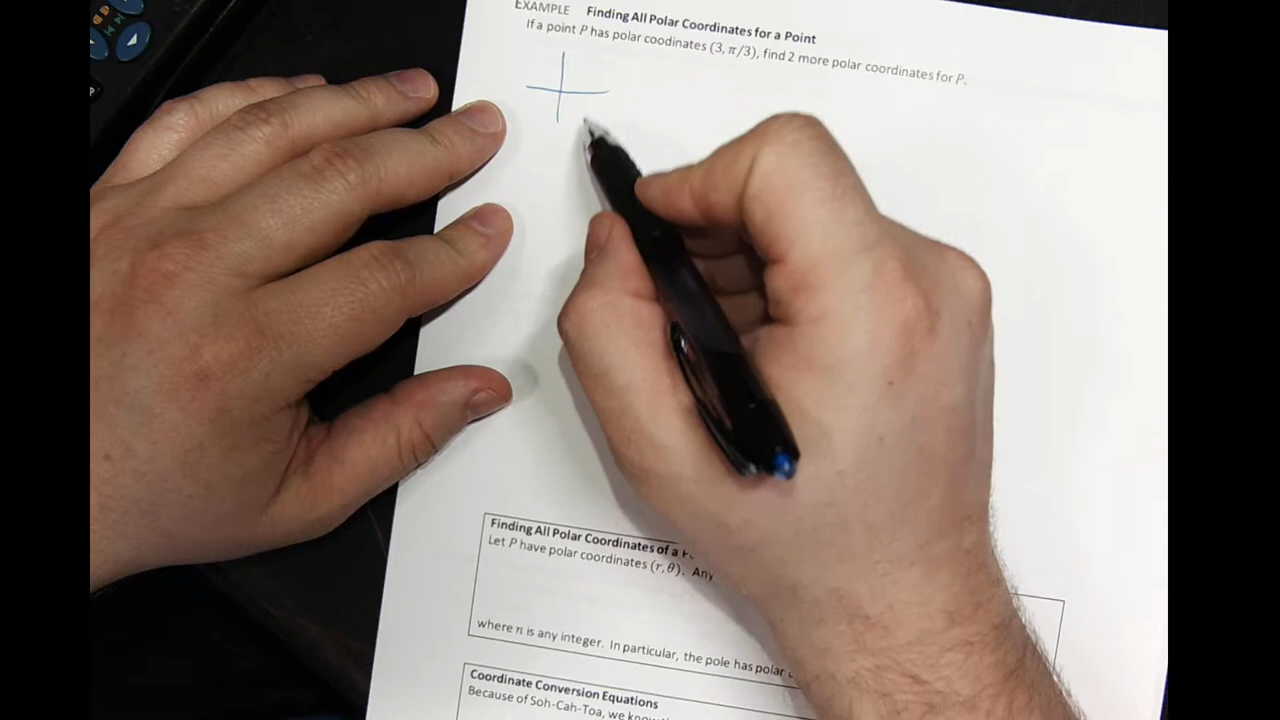 EXAMPLE Finding All Polar Coordinates for a Point
If a point P has polar coodinates (3, π/3), find 2 more polar coordinates for P.
Finding All Polar Coordinates of a
Let P have polar coordinates (r, θ). Any
where n is any integer. In particular, the pole has polar
Coordinate Conversion Equations
Because of Soh-Cah-Toa, we